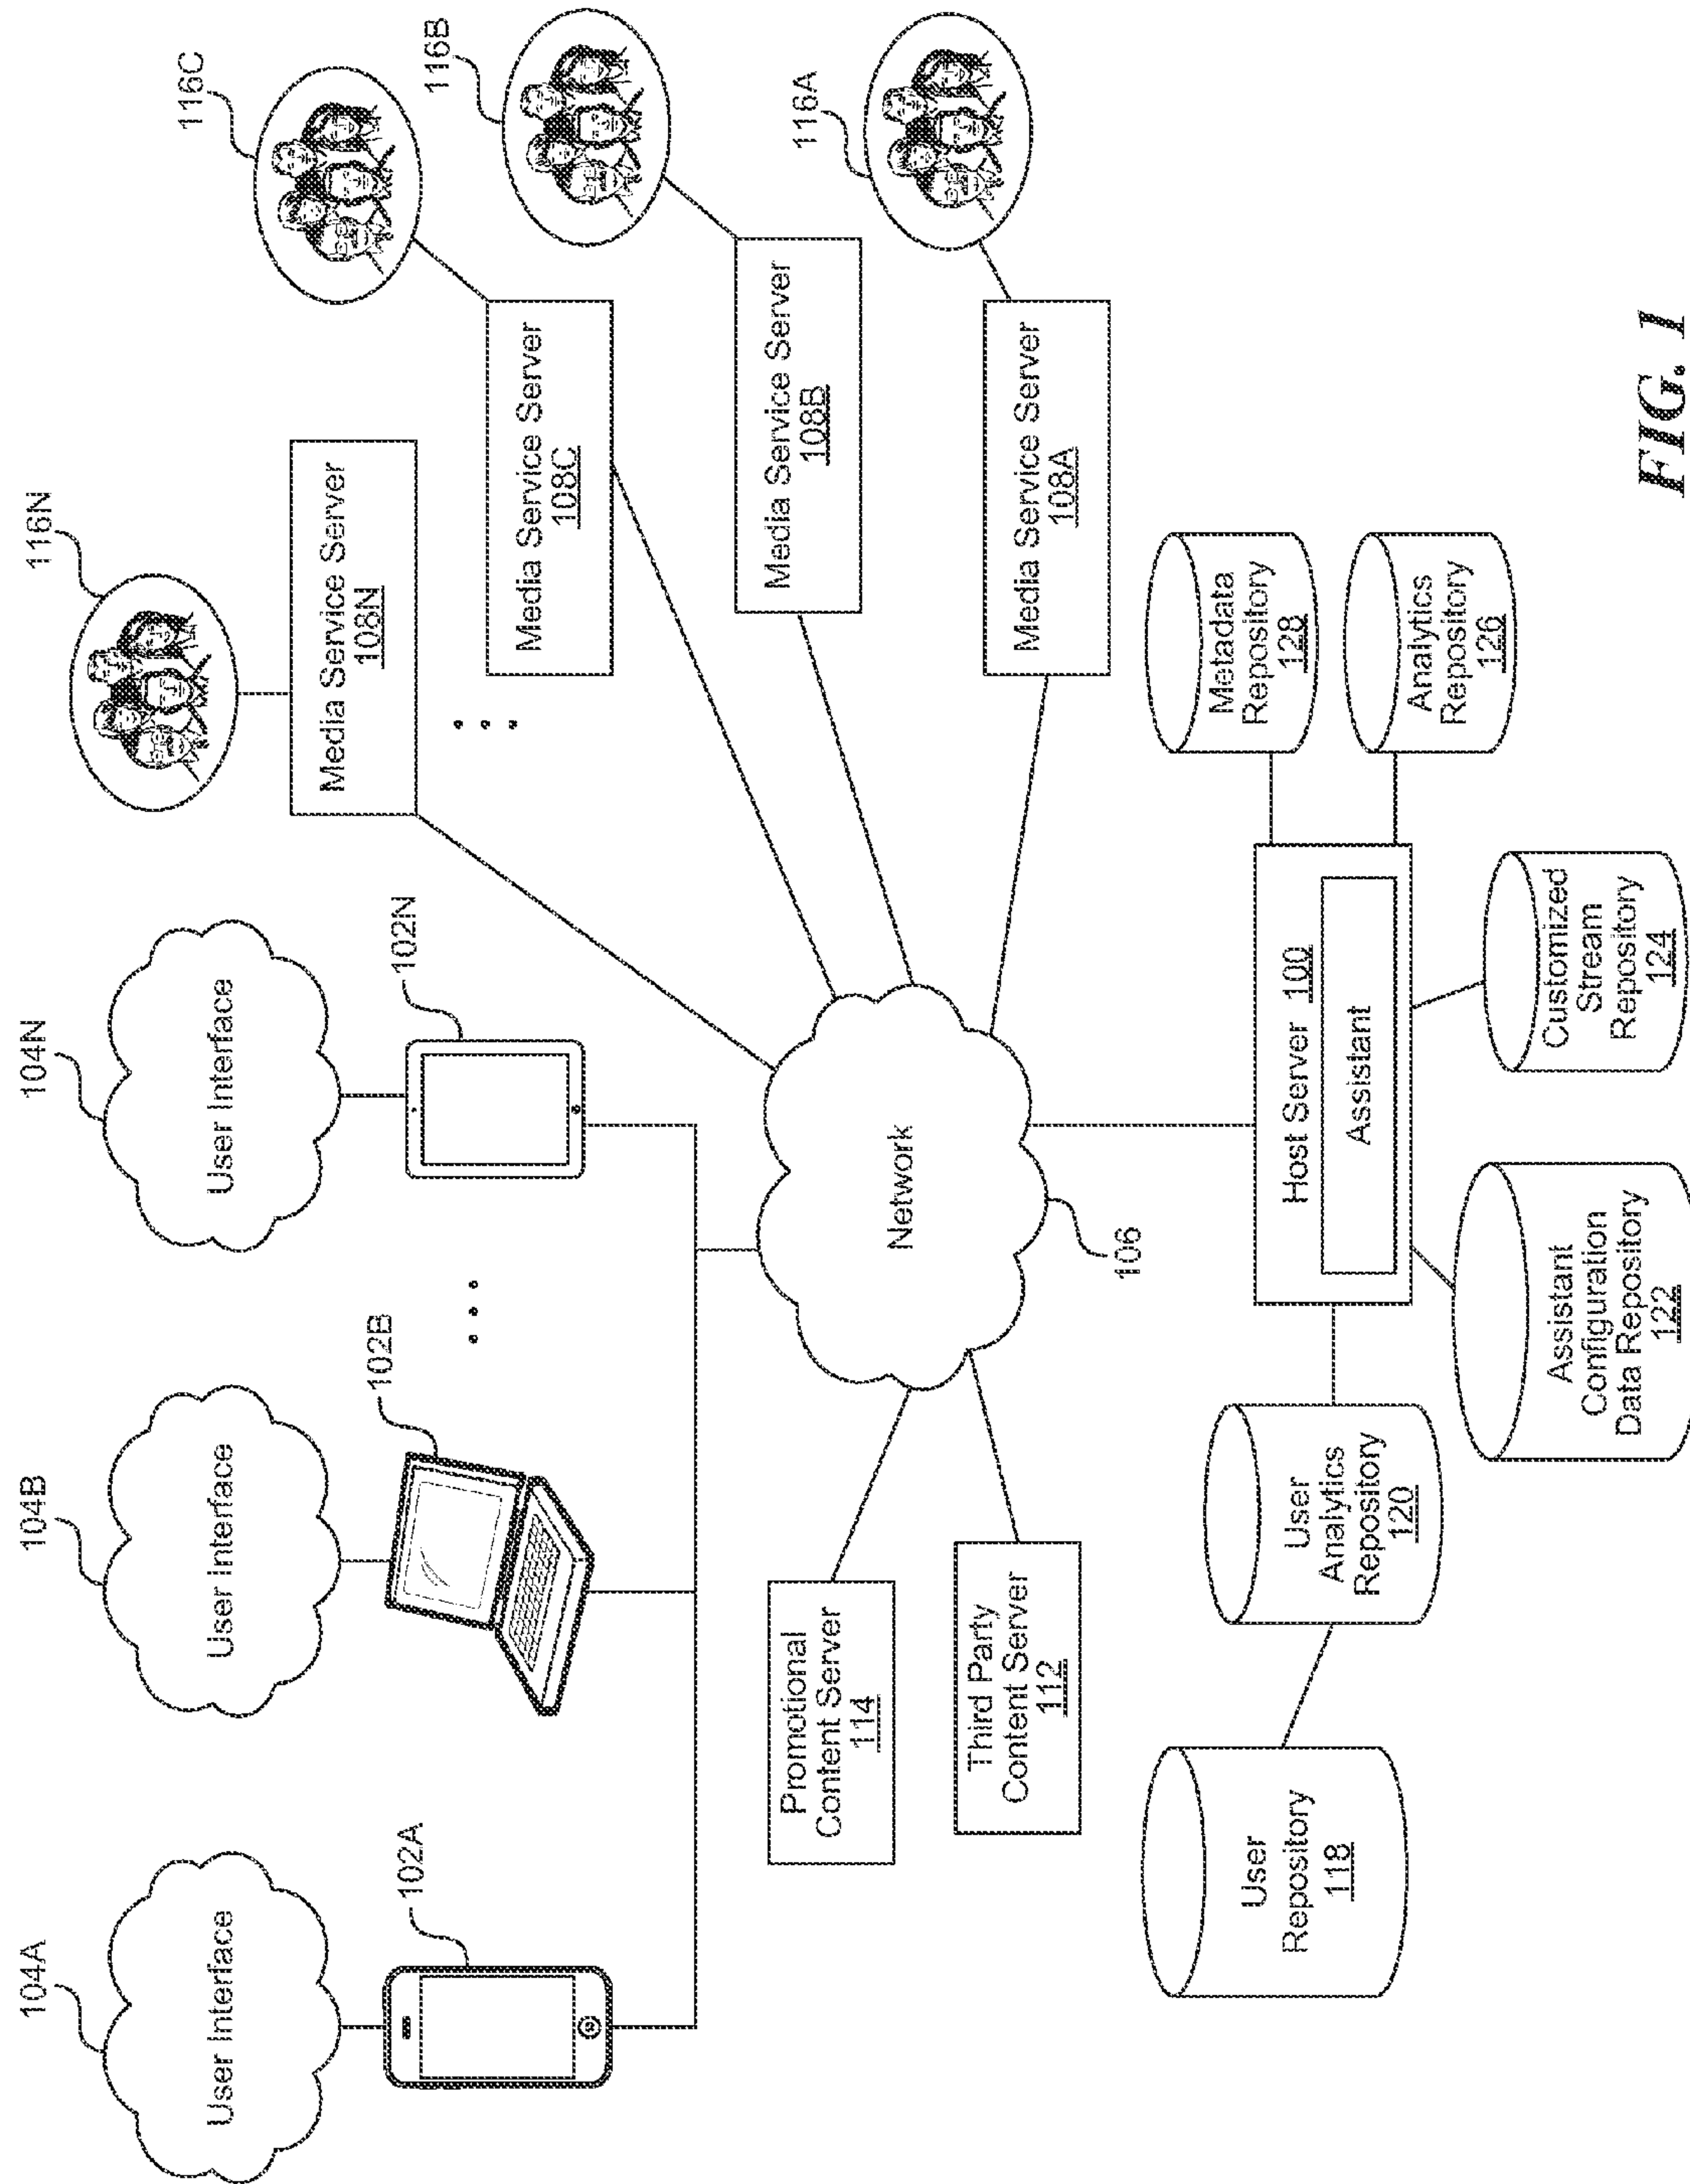 104A
104B
104N
116N
116C
116B
116A
User Interface
User Interface
User Interface
102A
102B
102N
Media Service Server
108N
Media Service Server
108C
Media Service Server
108B
Media Service Server
108A
Promotional
Content Server
114
Third Party
Content Server
112
Network
106
User
Repository
118
User
Analytics
Repository
120
Host Server 100
Assistant
Assistant
Configuration
Data Repository
122
Customized
Stream
Repository
124
Metadata
Repository
128
Analytics
Repository
126
FIG. 1